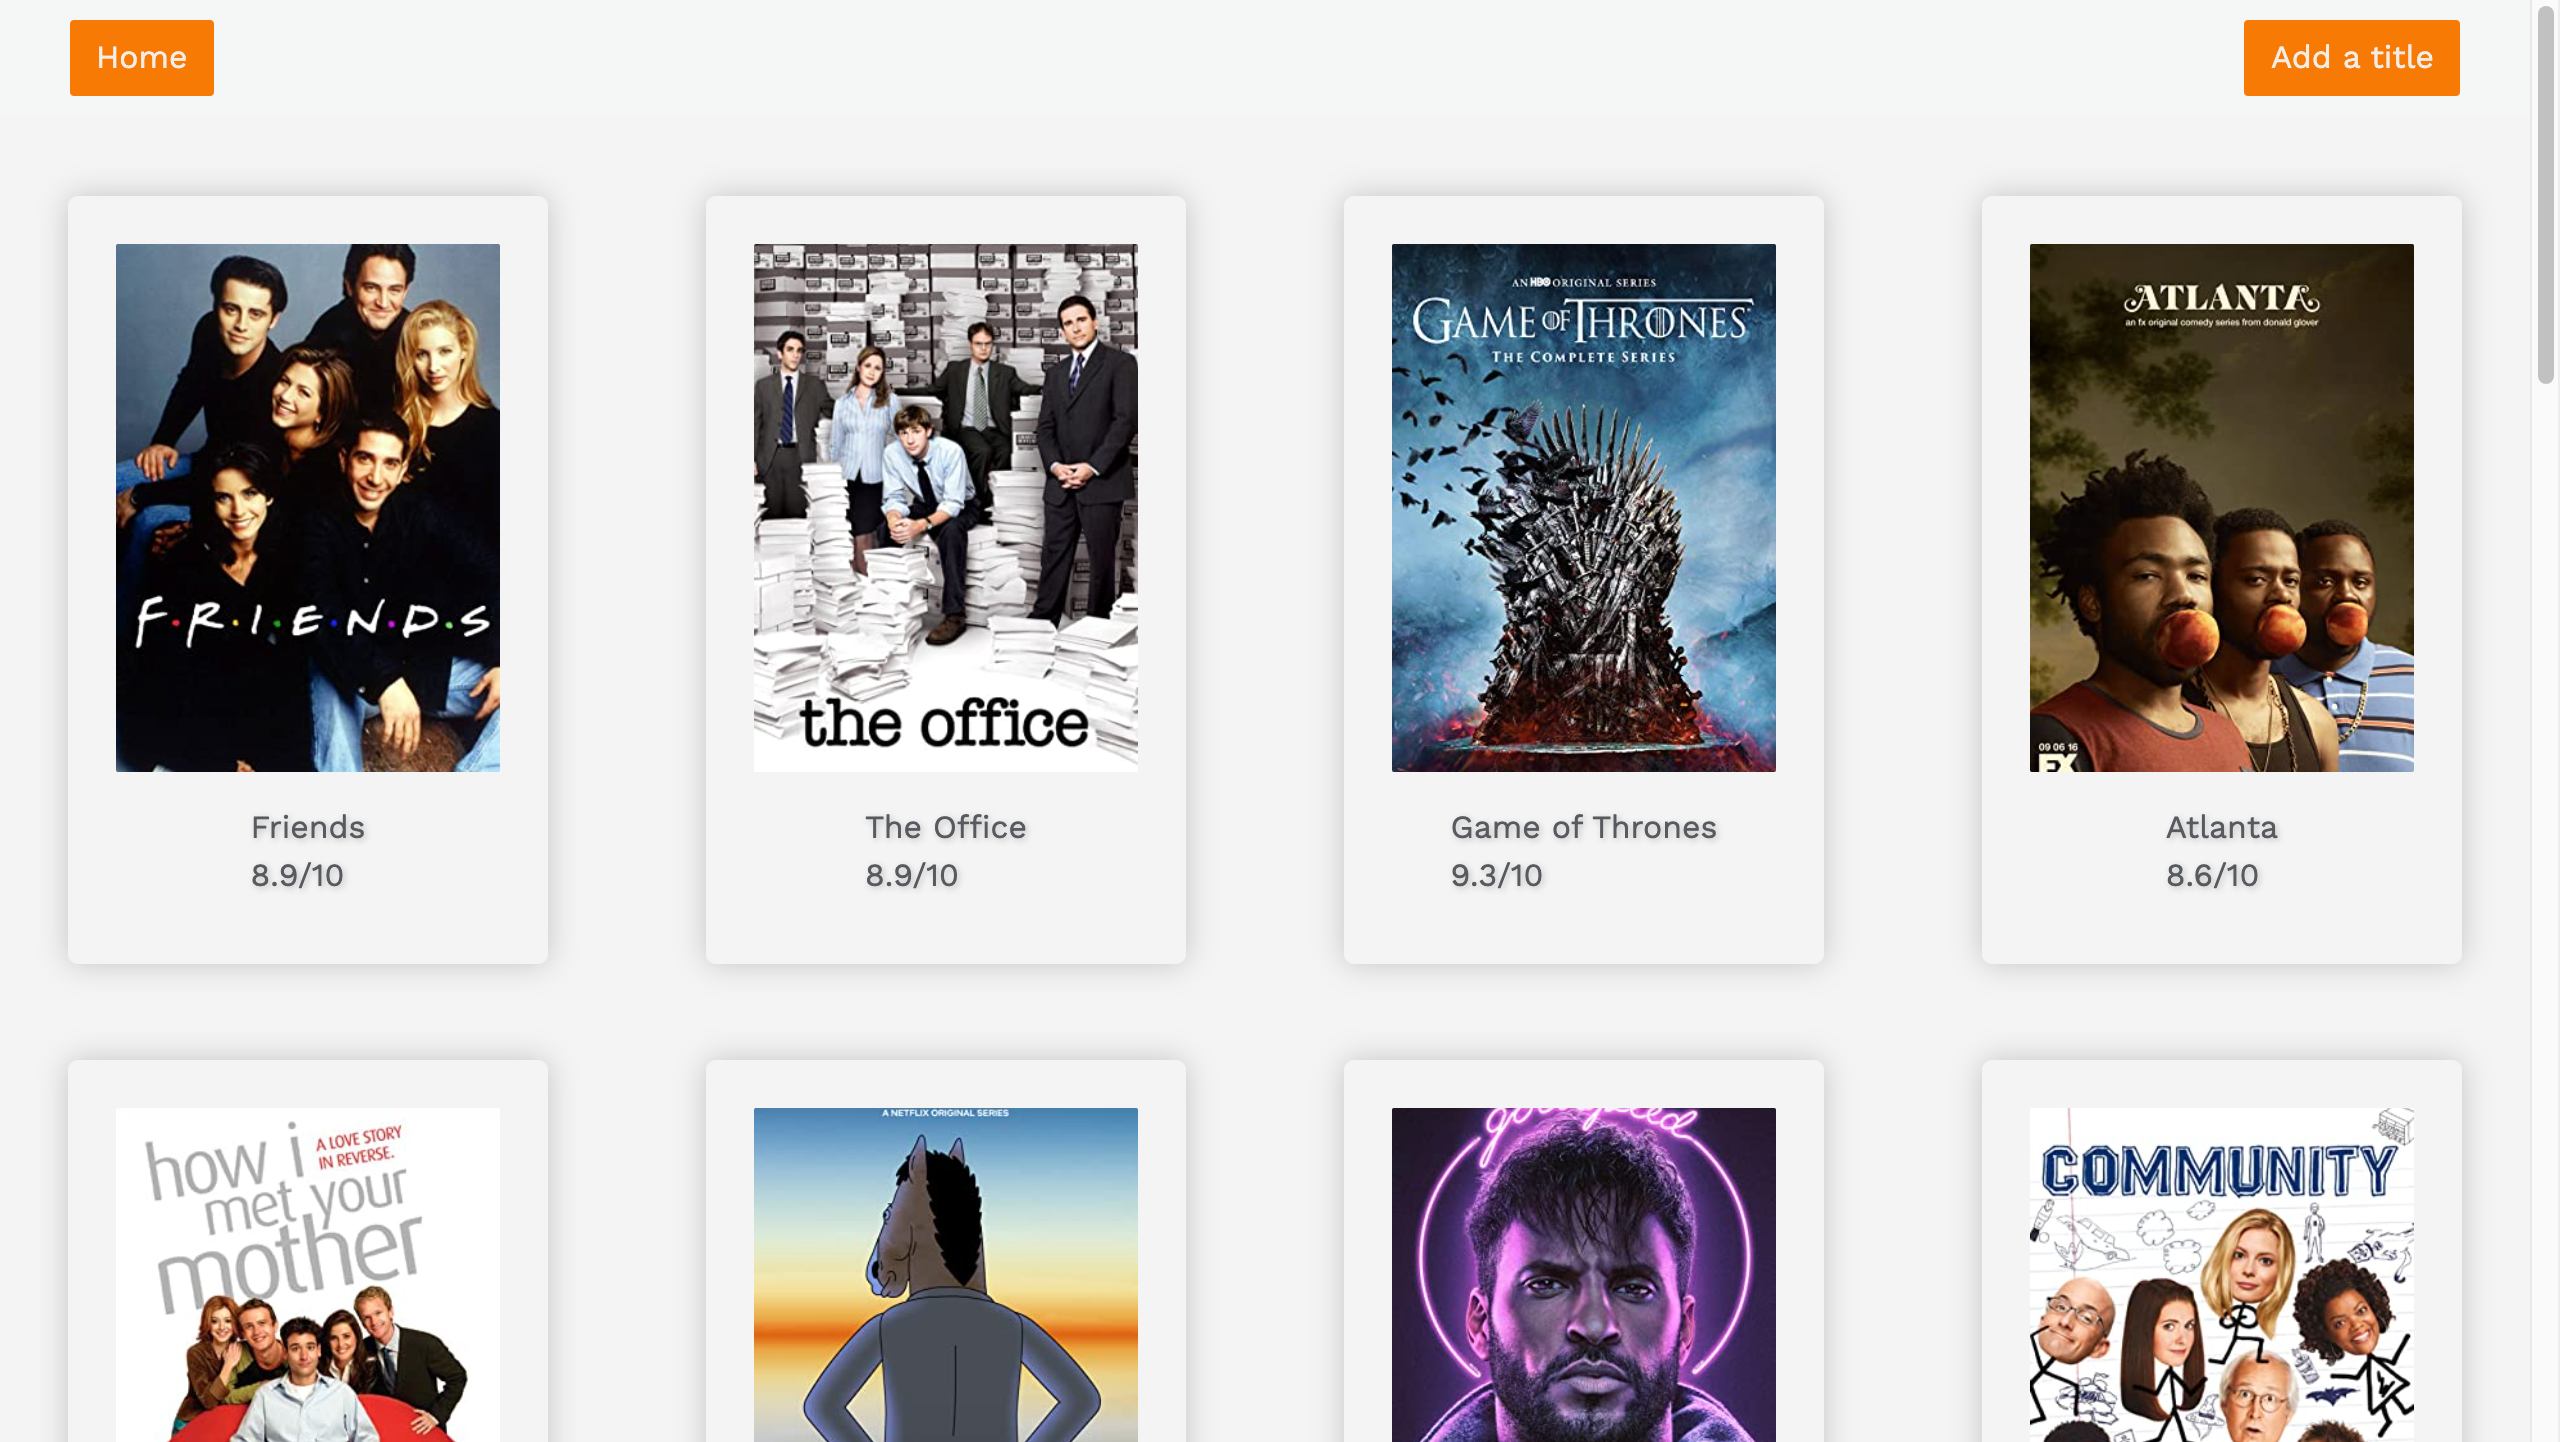 Home
Add a title
F·R·I·E·N·D·S
the office
AN HBO ORIGINAL SERIES
GAME OF THRONES
THE COMPLETE SERIES
ATLANTA
an fx original comedy series from donald glover
09 06 16
FX
Friends
8.9/10
The Office
8.9/10
Game of Thrones
9.3/10
Atlanta
8.6/10
how i
met your
mother
A LOVE STORY
IN REVERSE.
A NETFLIX ORIGINAL SERIES
COMMUNITY